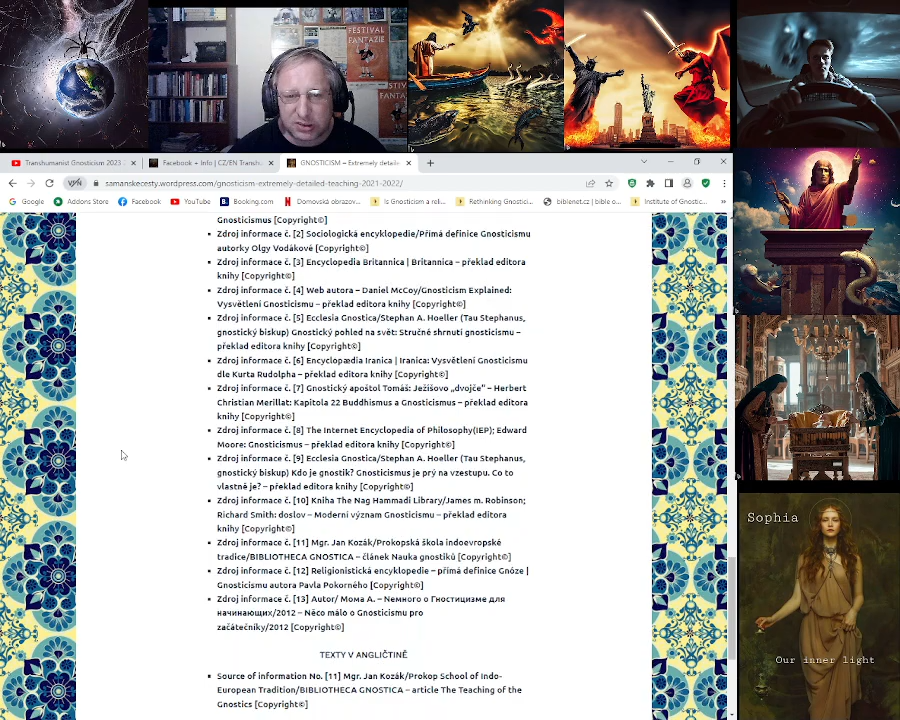 FESTIVAL
FANTAZIE
Transhumanist Gnosticism 2023 -
Facebook + Info | CZ/EN Transh
GNOSTICISM – Extremely detaile
VPN
samanskecesty.wordpress.com/gnosticism-extremely-detailed-teaching-2021-2022/
Google
Addons Store
Facebook
YouTube
Booking.com
Domovská obrazov...
Is Gnosticism a reli...
Rethinking Gnostic...
biblenet.cz | bible o...
Institute of Gnostic...
Gnosticismus [Copyright©]
Zdroj informace č. [2] Sociologická encyklopedie/Přímá definice Gnosticismu
autorky Olgy Vodákové [Copyright©]
Zdroj informace č. [3] Encyclopedia Britannica | Britannica – překlad editora
knihy [Copyright©]
Zdroj informace č. [4] Web autora – Daniel McCoy/Gnosticism Explained:
Vysvětlení Gnosticismu – překlad editora knihy [Copyright©]
Zdroj informace č. [5] Ecclesia Gnostica/Stephan A. Hoeller (Tau Stephanus,
gnostický biskup) Gnostický pohled na svět: Stručné shrnutí gnosticismu –
překlad editora knihy [Copyright©]
Zdroj informace č. [6] Encyclopædia Iranica | Iranica: Vysvětlení Gnosticismu
dle Kurta Rudolpha – překlad editora knihy [Copyright©]
Zdroj informace č. [7] Gnostický apoštol Tomáš: Ježíšovo „dvojče“ – Herbert
Christian Merillat: Kapitola 22 Buddhismus a Gnosticismus – překlad editora
knihy [Copyright©]
Zdroj informace č. [8] The Internet Encyclopedia of Philosophy(IEP); Edward
Moore: Gnosticismus – překlad editora knihy [Copyright©]
Zdroj informace č. [9] Ecclesia Gnostica/Stephan A. Hoeller (Tau Stephanus,
gnostický biskup) Kdo je gnostik? Gnosticismus je prý na vzestupu. Co to
vlastně je? – překlad editora knihy [Copyright©]
Zdroj informace č. [10] Kniha The Nag Hammadi Library/James m. Robinson;
Richard Smith: doslov – Moderní význam Gnosticismu – překlad editora
knihy [Copyright©]
Zdroj informace č. [11] Mgr. Jan Kozák/Prokopská škola indoevropské
tradice/BIBLIOTHECA GNOSTICA – článek Nauka gnostiků [Copyright©]
Zdroj informace č. [12] Religionistická encyklopedie – přímá definice Gnóze |
Gnosticismu autora Pavla Pokorného [Copyright©]
Zdroj informace č. [13] Autor/ Мома А. – Немного о Гностицизме для
начинающих/2012 – Něco málo o Gnosticismu pro
začátečníky/2012 [Copyright©]
TEXTY V ANGLIČTINĚ
Source of information No. [11] Mgr. Jan Kozák/Prokop School of Indo-
European Tradition/BIBLIOTHECA GNOSTICA – article The Teaching of the
Gnostics [Copyright©]
Sophia
Our inner light